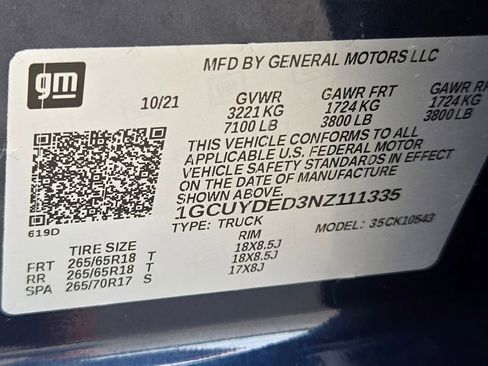 gm
MFD BY GENERAL MOTORS LLC
10/21 GVWR GAWR FRT GAWR RR
3221 KG 1724 KG 1724 KG
7100 LB 3800 LB 3800 LB
THIS VEHICLE CONFORMS TO ALL
APPLICABLE U.S. FEDERAL MOTOR
VEHICLE SAFETY STANDARDS IN EFFECT
ON THE DATE OF MANUFACTURE
SHOWN ABOVE.
1GCUYDED3NZ111335
619D
TYPE: TRUCK MODEL: 35CK10543
TIRE SIZE RIM
FRT 265/65R18 T 18X8.5J
RR 265/65R18 T 18X8.5J
SPA 265/70R17 S 17X8J